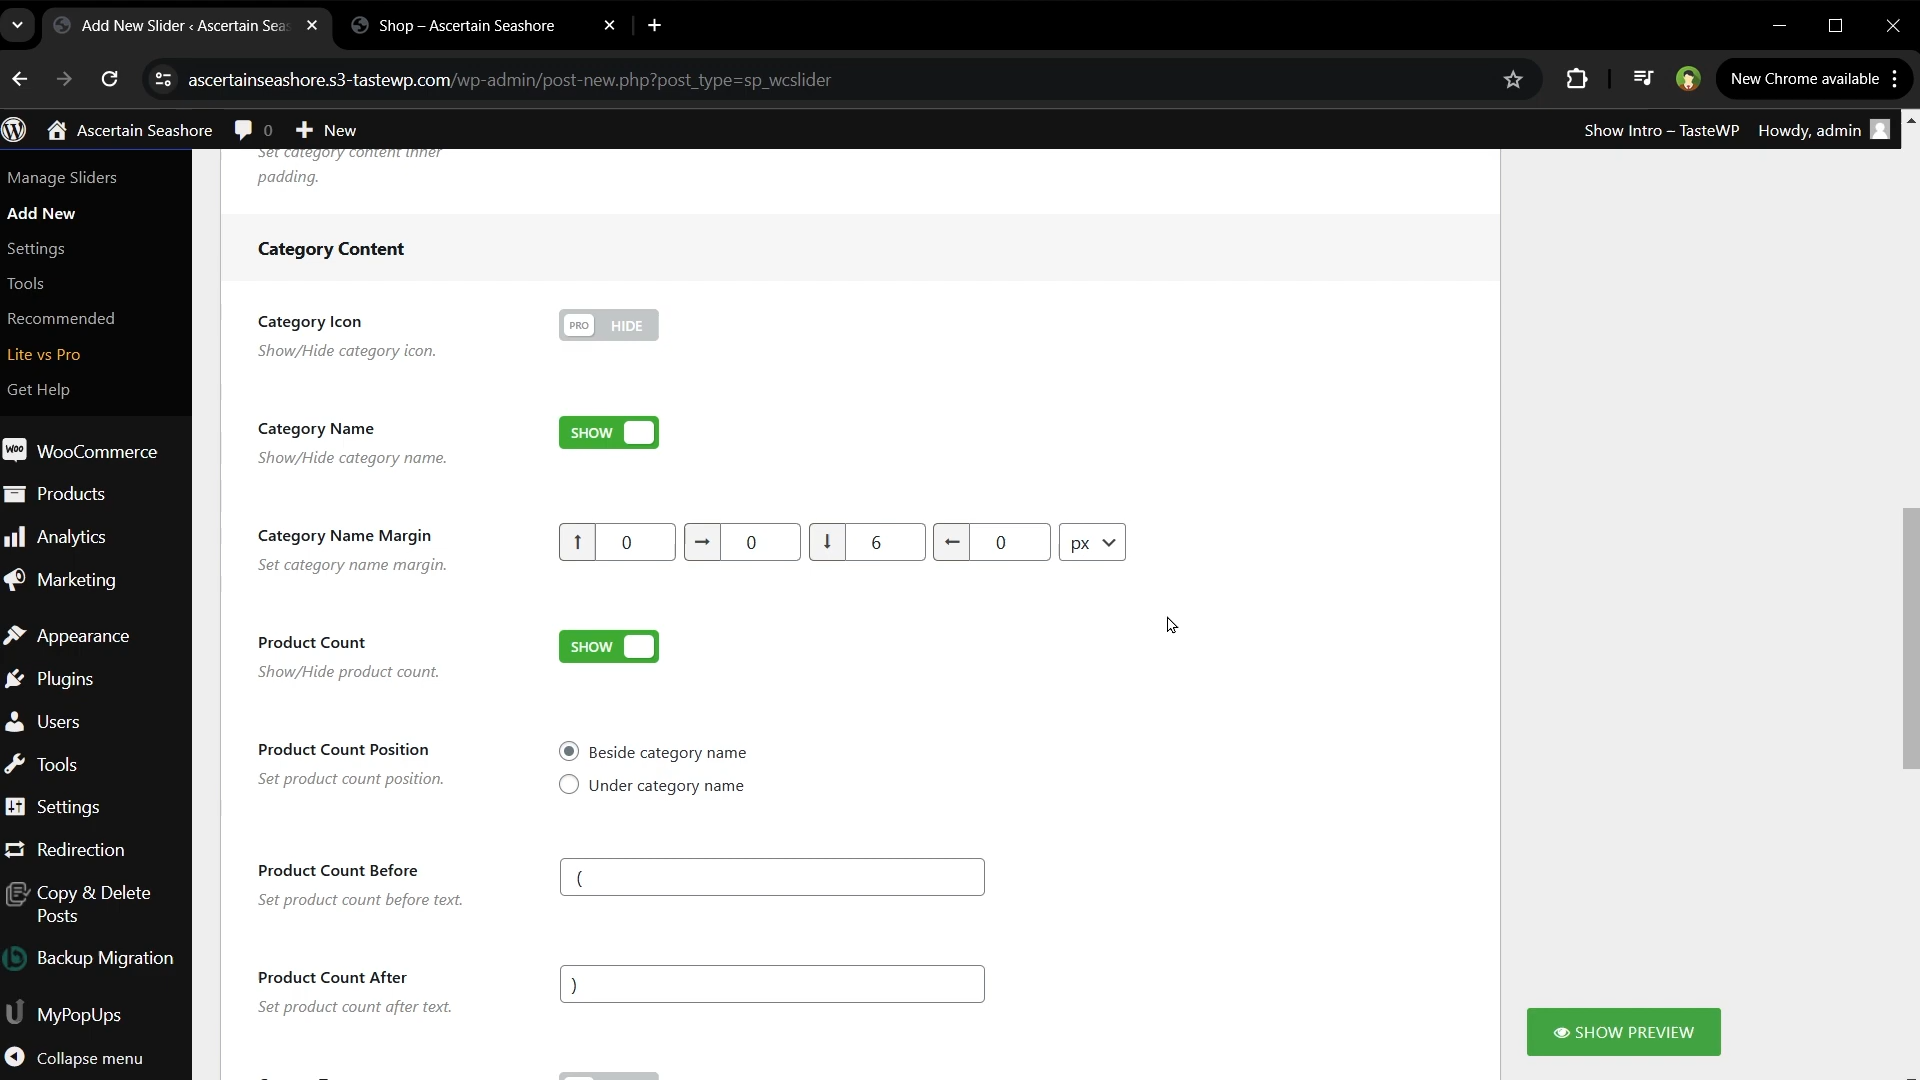 Add New Slider ‹ Ascertain Seas
Shop – Ascertain Seashore
ascertainseashore.s3-tastewp.com/wp-admin/post-new.php?post_type=sp_wcslider
New Chrome available
Ascertain Seashore
0
New
Show Intro – TasteWP
Howdy, admin
Manage Sliders
Add New
Settings
Tools
Recommended
Lite vs Pro
Get Help
Woo
WooCommerce
Products
Analytics
Marketing
Appearance
Plugins
Users
Tools
Settings
Redirection
Copy & Delete
Posts
Backup Migration
MyPopUps
Collapse menu
Set category content inner
padding.
Category Content
Category Icon
Show/Hide category icon.
PRO HIDE
Category Name
Show/Hide category name.
SHOW
Category Name Margin
Set category name margin.
0 0 6 0 px
Product Count
Show/Hide product count.
SHOW
Product Count Position
Set product count position.
Beside category name
Under category name
Product Count Before
Set product count before text.
(
Product Count After
Set product count after text.
)
SHOW PREVIEW